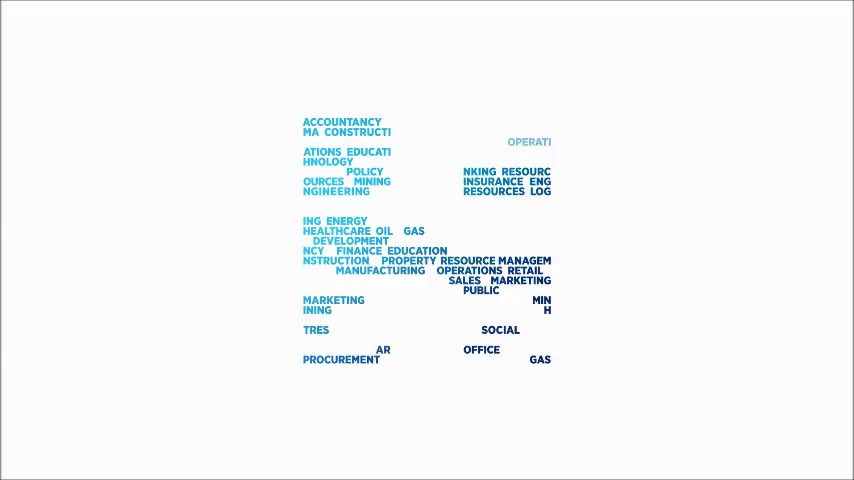 ACCOUNTANCY
MA CONSTRUCTI
OPERATI
ATIONS EDUCATI
HNOLOGY
POLICY NKING RESOURC
OURCES MINING INSURANCE ENG
NGINEERING RESOURCES LOG
ING ENERGY
HEALTHCARE OIL GAS
DEVELOPMENT
NCY FINANCE EDUCATION
NSTRUCTION PROPERTY RESOURCE MANAGEM
MANUFACTURING OPERATIONS RETAIL
SALES MARKETING
PUBLIC
MARKETING MIN
INING H
TRES SOCIAL
AR OFFICE
PROCUREMENT GAS